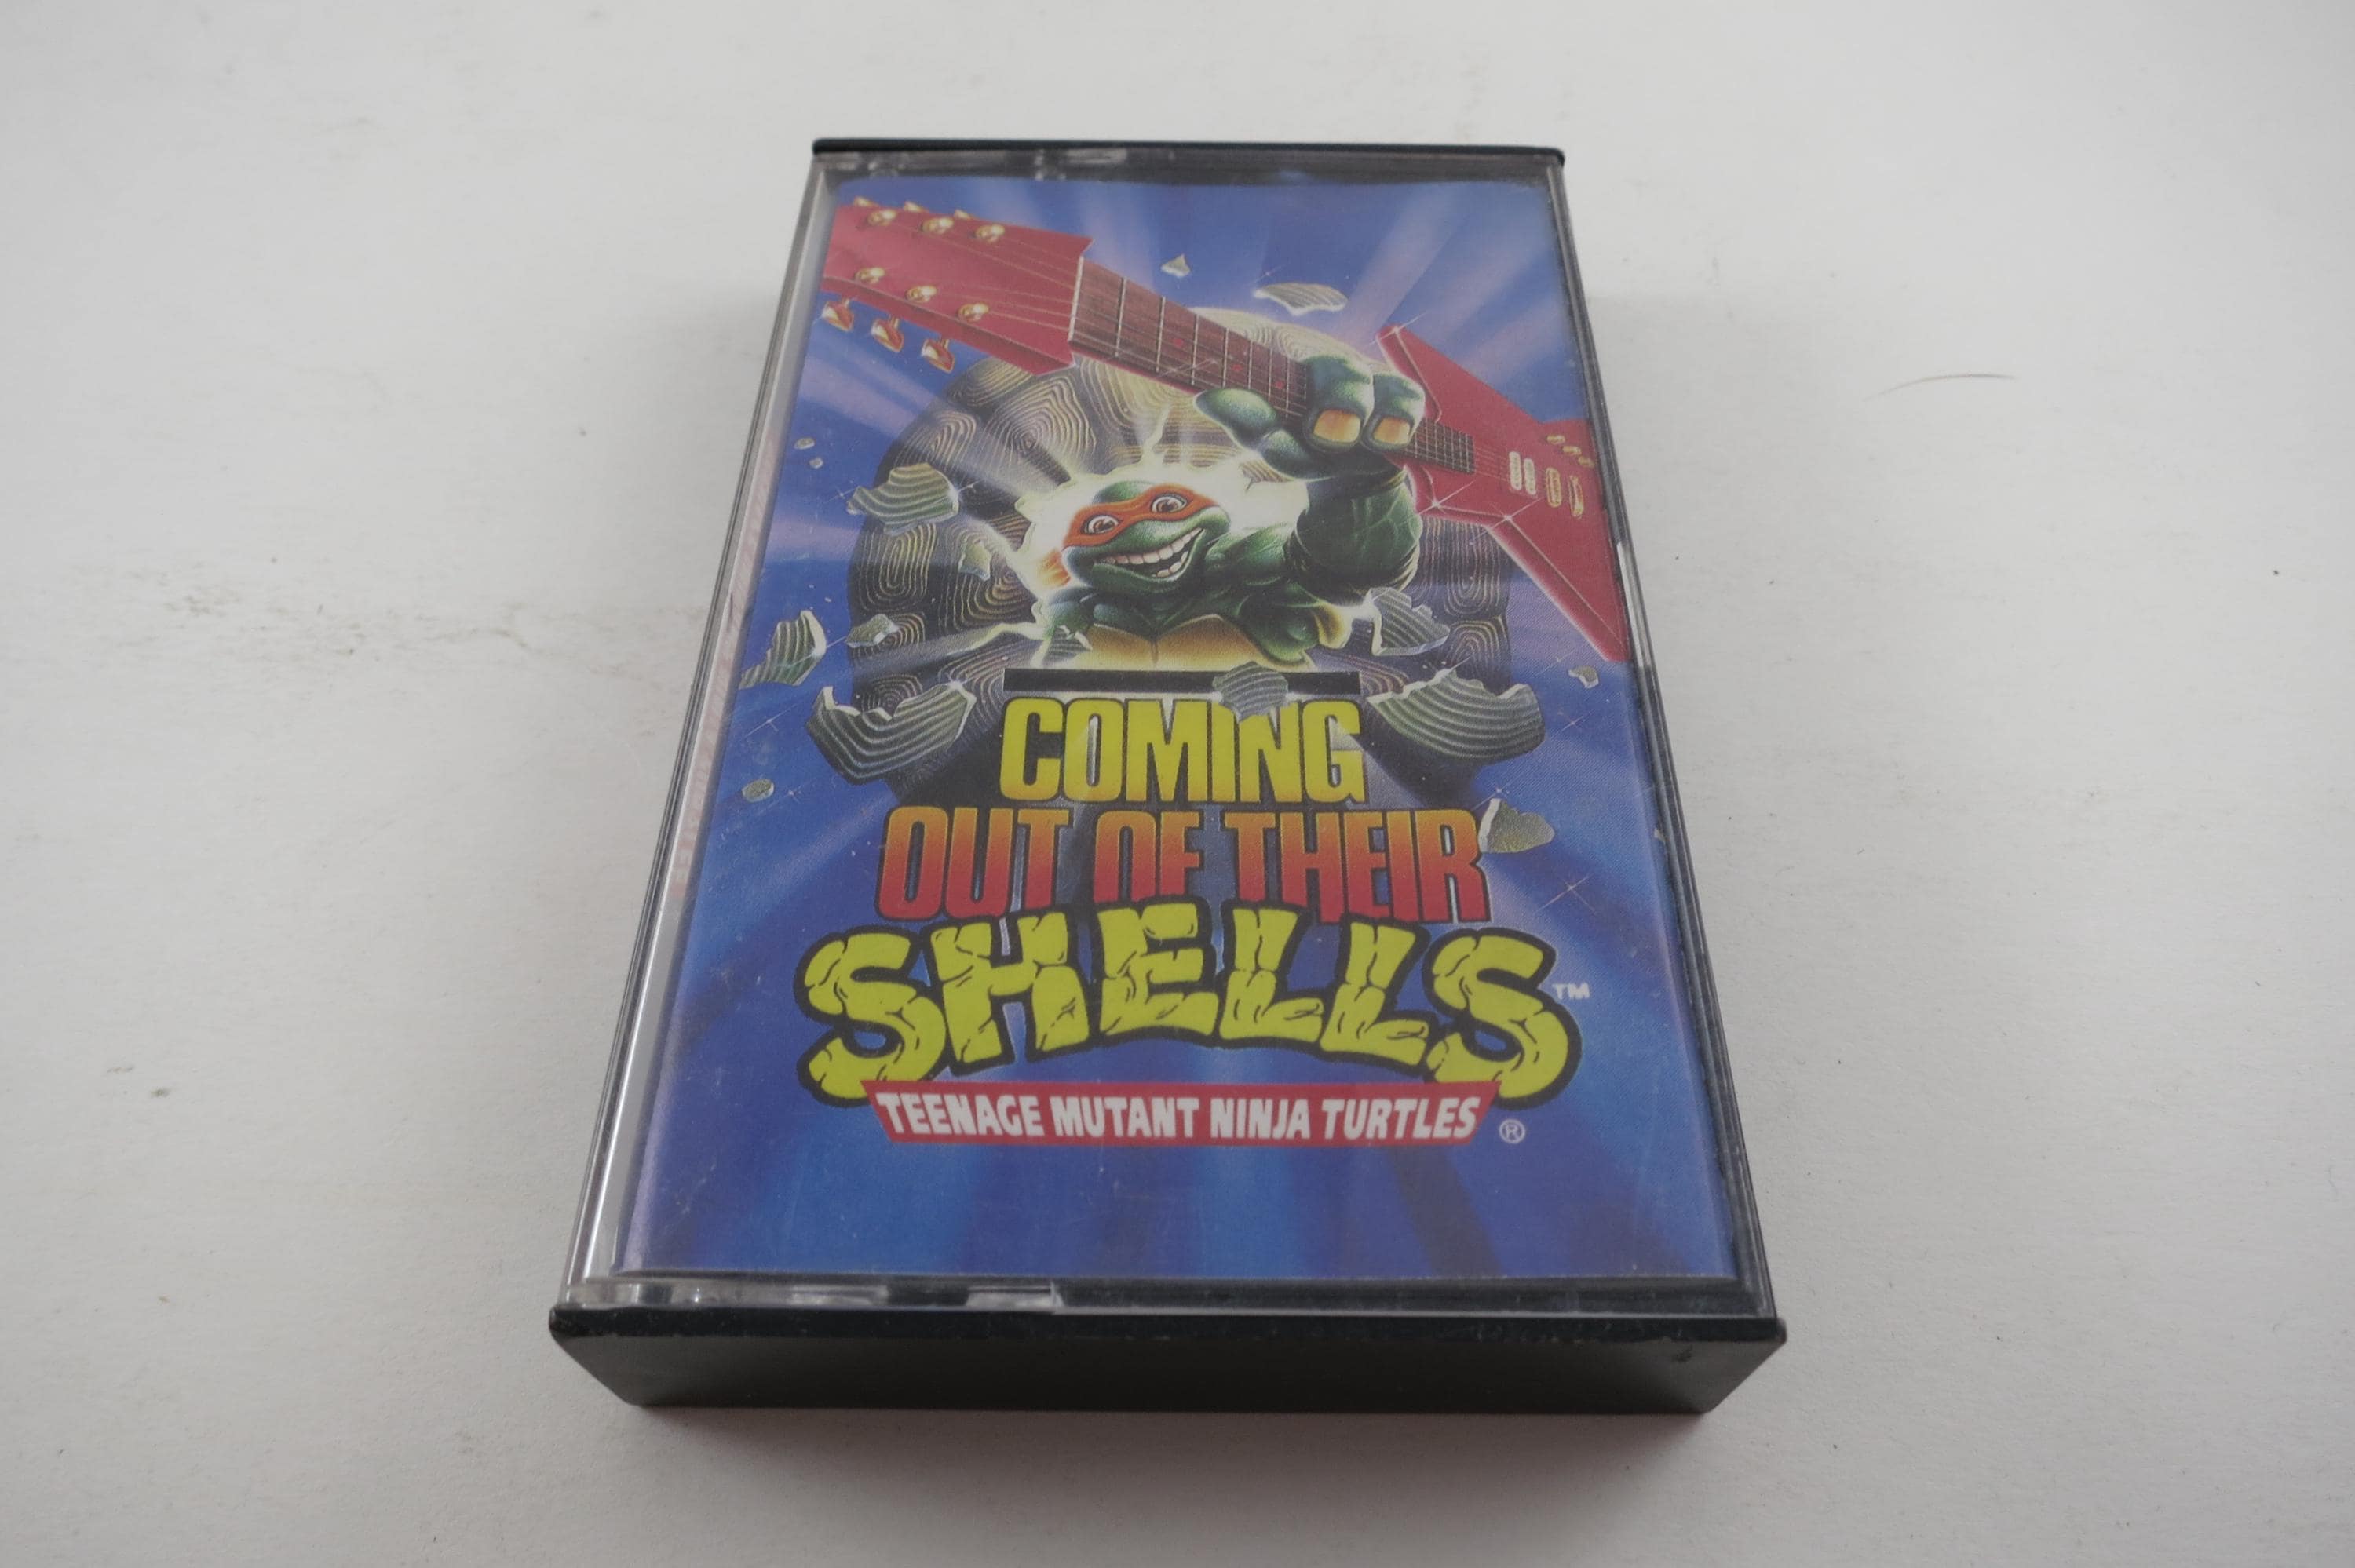 COMING
OUT OF THEIR
SHELLS™
TEENAGE MUTANT NINJA TURTLES®